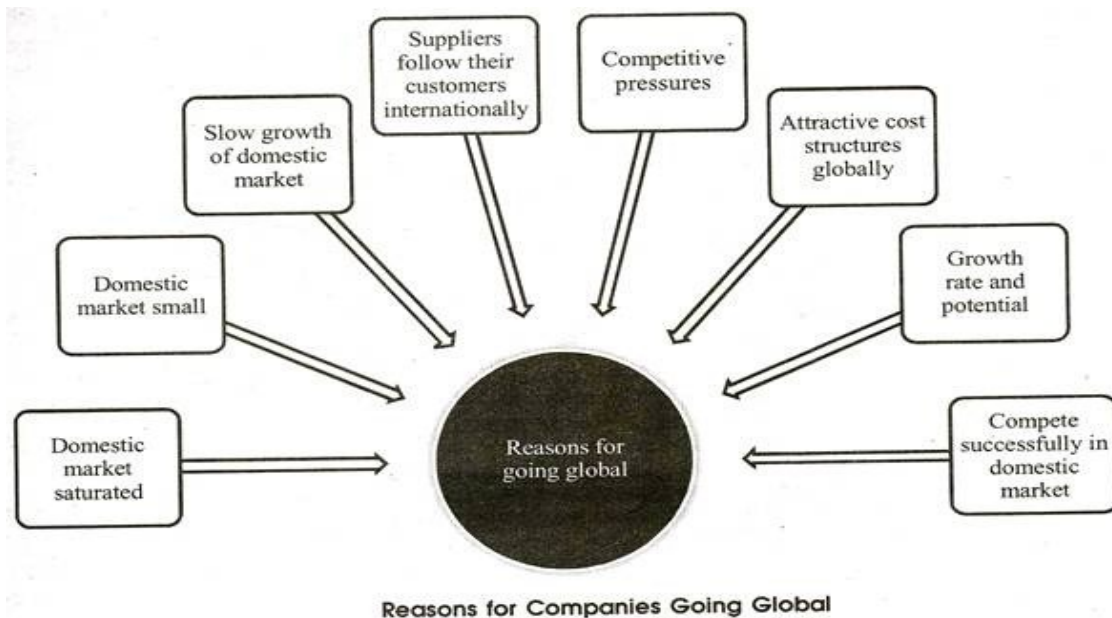 Suppliers
follow their
customers
internationally
Competitive
pressures
Slow growth
of domestic
market
Attractive cost
structures
globally
Domestic
market small
Growth
rate and
potential
Domestic
market
saturated
Reasons for
going global
Compete
successfully in
domestic
market
Reasons for Companies Going Global